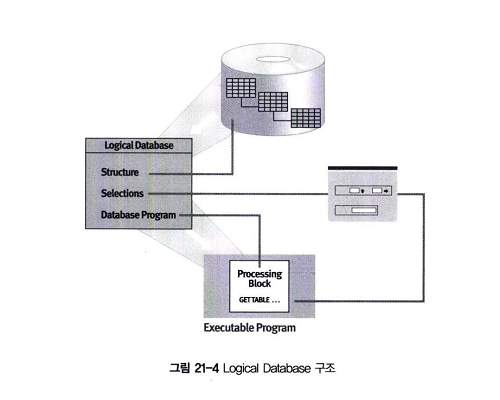 Logical Database
Structure
Selections
Database Program
Processing
Block
GET TABLE ...
Executable Program
그림 21-4 Logical Database 구조